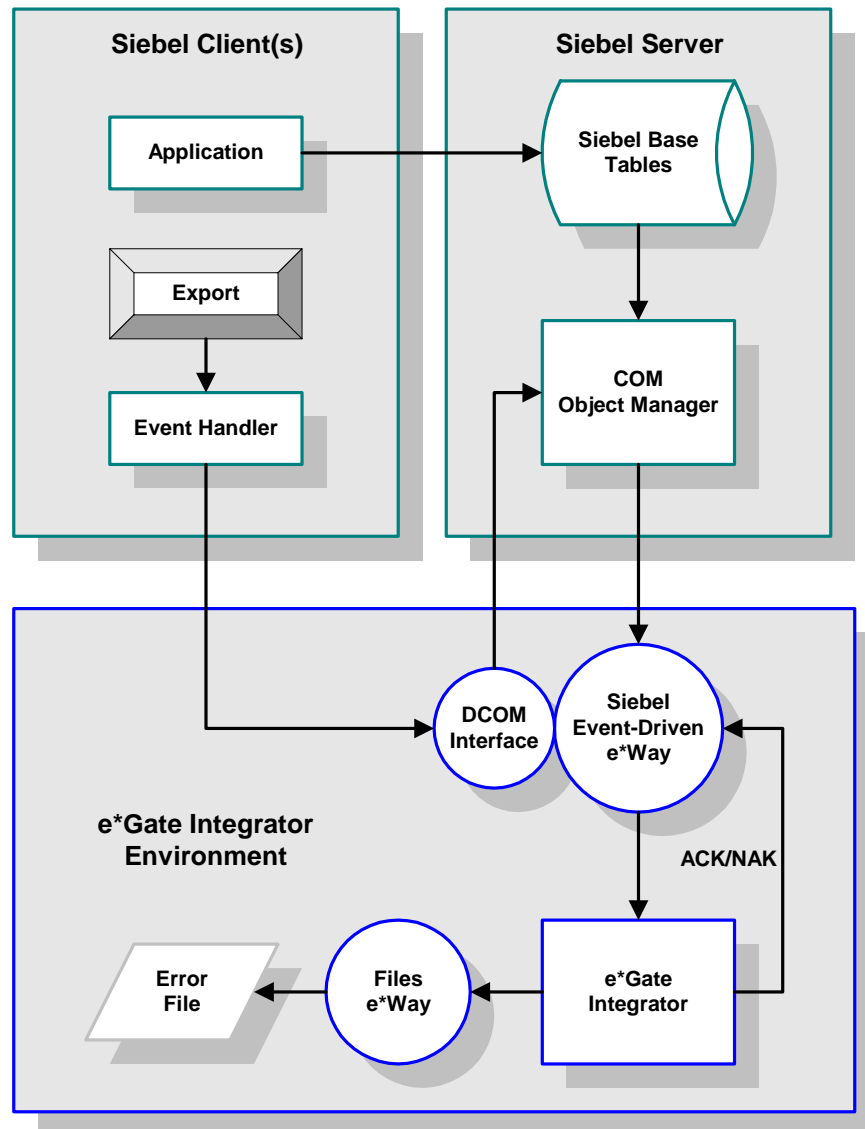 Siebel Client(s)
Siebel Server
Application
Siebel Base
Tables
Export
COM
Object Manager
Event Handler
DCOM
Interface
Siebel
Event-Driven
e*Way
e*Gate Integrator
Environment
ACK/NAK
Error
File
Files
e*Way
e*Gate
Integrator